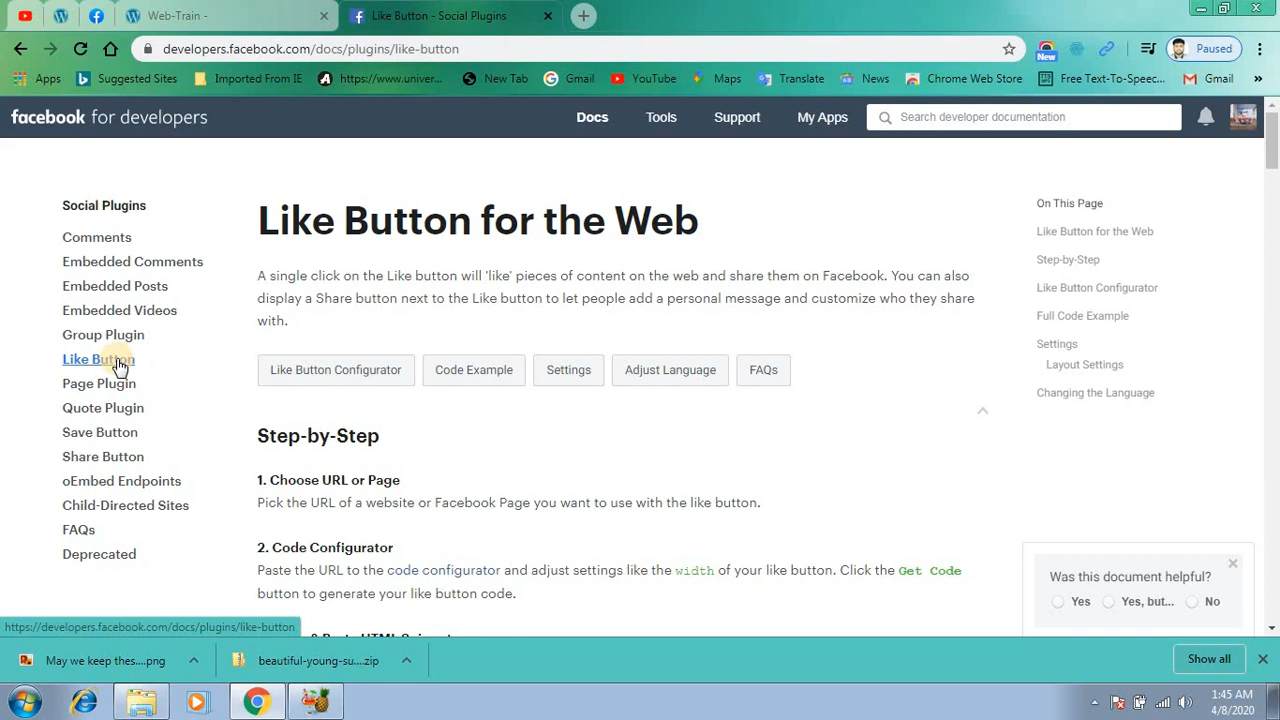 Web-Train -
Like Button - Social Plugins
developers.facebook.com/docs/plugins/like-button
New
Paused
Apps
Suggested Sites
Imported From IE
https://www.univer...
New Tab
Gmail
YouTube
Maps
Translate
News
Chrome Web Store
Free Text-To-Speec...
Gmail
»
facebook for developers
Docs
Tools
Support
My Apps
Search developer documentation
Social Plugins
Comments
Embedded Comments
Embedded Posts
Embedded Videos
Group Plugin
Like Button
Page Plugin
Quote Plugin
Save Button
Share Button
oEmbed Endpoints
Child-Directed Sites
FAQs
Deprecated
Like Button for the Web
A single click on the Like button will 'like' pieces of content on the web and share them on Facebook. You can also
display a Share button next to the Like button to let people add a personal message and customize who they share
with.
Like Button Configurator
Code Example
Settings
Adjust Language
FAQs
Step-by-Step
1. Choose URL or Page
Pick the URL of a website or Facebook Page you want to use with the like button.
2. Code Configurator
Paste the URL to the code configurator and adjust settings like the width of your like button. Click the Get Code
button to generate your like button code.
On This Page
Like Button for the Web
Step-by-Step
Like Button Configurator
Full Code Example
Settings
Layout Settings
Changing the Language
Was this document helpful?
Yes
Yes, but...
No
https://developers.facebook.com/docs/plugins/like-button
May we keep thes....png
beautiful-young-su....zip
Show all
1:45 AM
4/8/2020